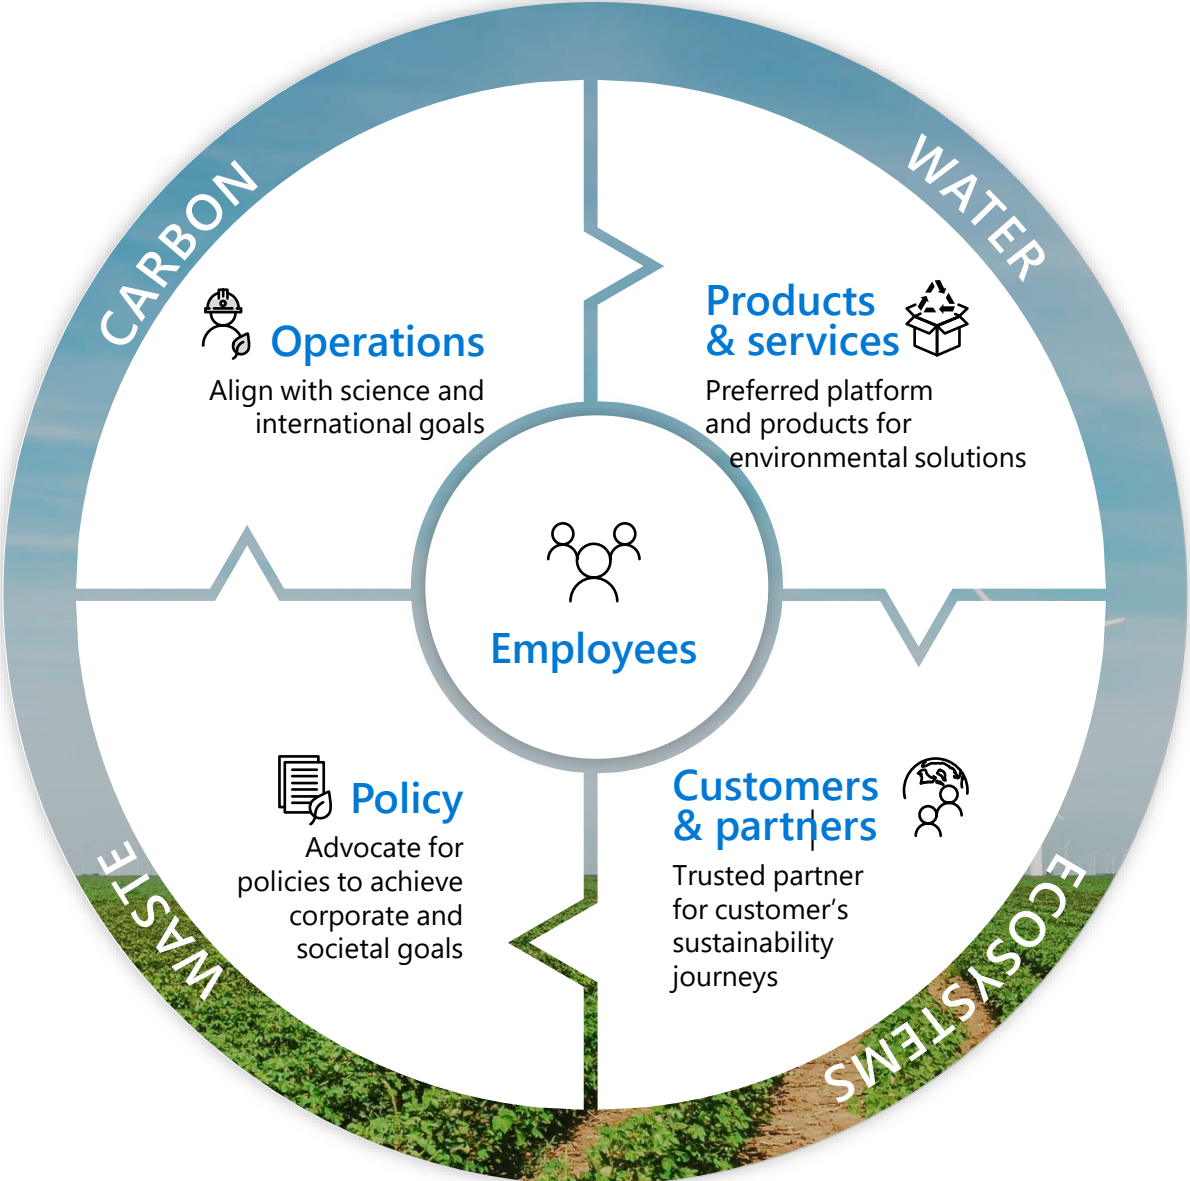 CARBON
WATER
Operations
Align with science and
international goals
Products
& services
Preferred platform
and products for
environmental solutions
Employees
Policy
Advocate for
policies to achieve
corporate and
societal goals
Customers
& partners
Trusted partner
for customer‘s
sustainability
journeys
WASTE
ECOSYSTEMS